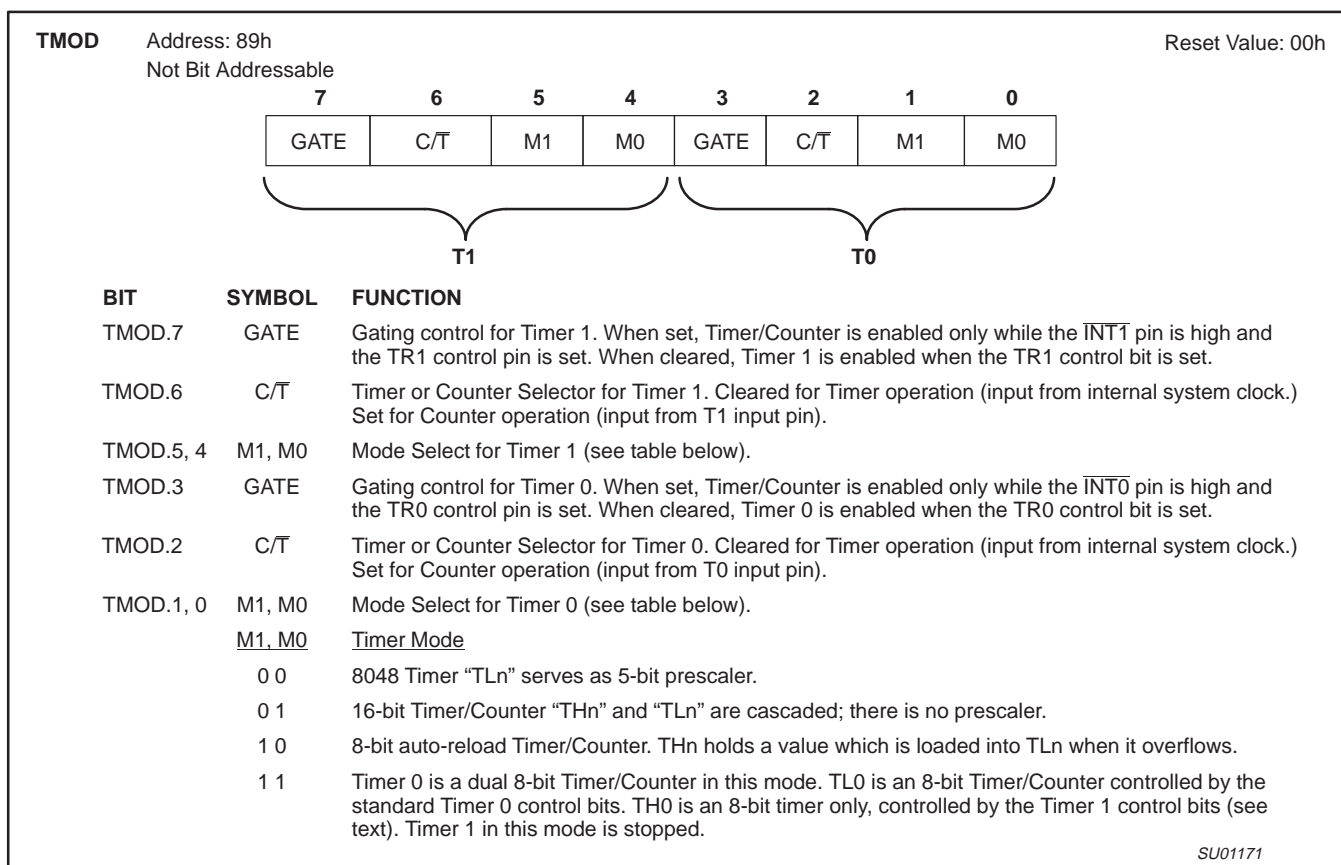 TMOD Address: 89h Reset Value: 00h
Not Bit Addressable
7 6 5 4 3 2 1 0
GATE C/T̅ M1 M0 GATE C/T̅ M1 M0
T1 T0
BIT SYMBOL FUNCTION
TMOD.7 GATE Gating control for Timer 1. When set, Timer/Counter is enabled only while the I̅N̅T̅1̅ pin is high and
the TR1 control pin is set. When cleared, Timer 1 is enabled when the TR1 control bit is set.
TMOD.6 C/T̅ Timer or Counter Selector for Timer 1. Cleared for Timer operation (input from internal system clock.)
Set for Counter operation (input from T1 input pin).
TMOD.5, 4 M1, M0 Mode Select for Timer 1 (see table below).
TMOD.3 GATE Gating control for Timer 0. When set, Timer/Counter is enabled only while the I̅N̅T̅0̅ pin is high and
the TR0 control pin is set. When cleared, Timer 0 is enabled when the TR0 control bit is set.
TMOD.2 C/T̅ Timer or Counter Selector for Timer 0. Cleared for Timer operation (input from internal system clock.)
Set for Counter operation (input from T0 input pin).
TMOD.1, 0 M1, M0 Mode Select for Timer 0 (see table below).
M1, M0 Timer Mode
0 0 8048 Timer “TLn” serves as 5-bit prescaler.
0 1 16-bit Timer/Counter “THn” and “TLn” are cascaded; there is no prescaler.
1 0 8-bit auto-reload Timer/Counter. THn holds a value which is loaded into TLn when it overflows.
1 1 Timer 0 is a dual 8-bit Timer/Counter in this mode. TL0 is an 8-bit Timer/Counter controlled by the
standard Timer 0 control bits. TH0 is an 8-bit timer only, controlled by the Timer 1 control bits (see
text). Timer 1 in this mode is stopped.
SU01171